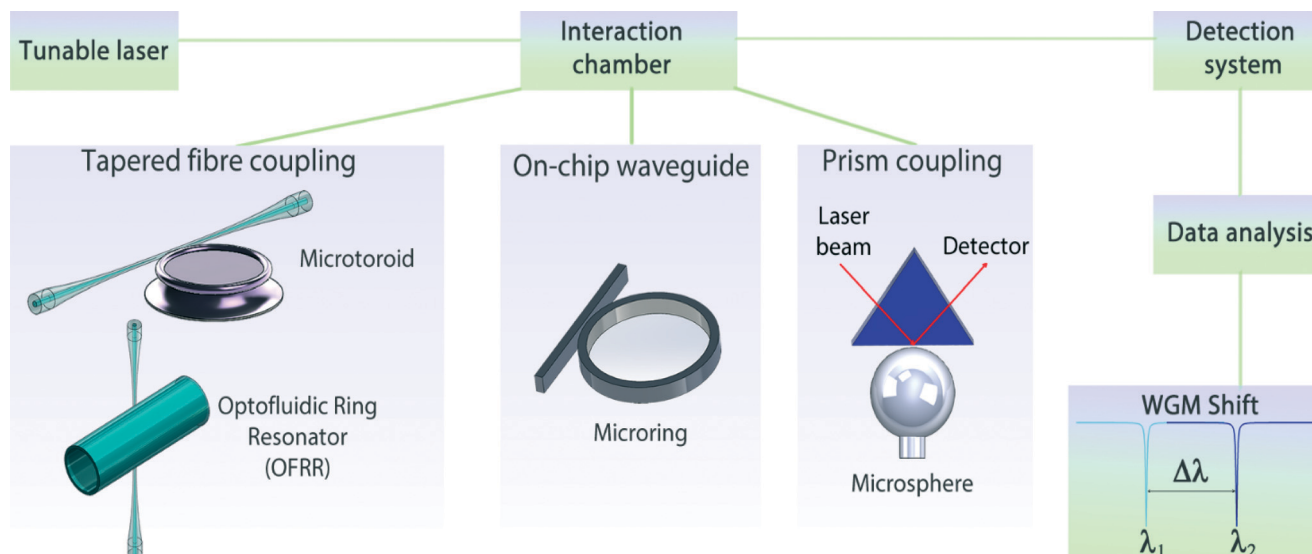 Tunable laser
Interaction
chamber
Detection
system
Tapered fibre coupling
Microtoroid
Optofluidic Ring
Resonator
(OFRR)
On-chip waveguide
Microring
Prism coupling
Laser
beam
Detector
Microsphere
Data analysis
WGM Shift
Δλ
λ1
λ2